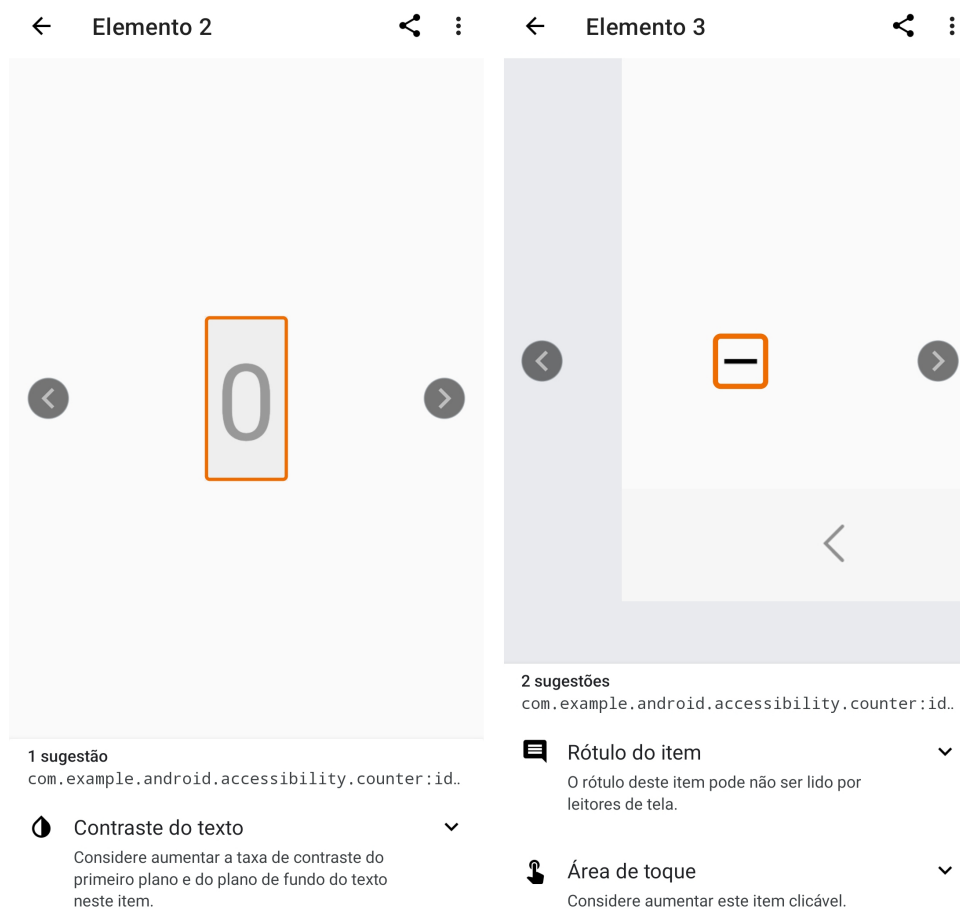 Elemento 2
0
1 sugestão
com.example.android.accessibility.counter:id..
Contraste do texto
Considere aumentar a taxa de contraste do
primeiro plano e do plano de fundo do texto
neste item.
Elemento 3
2 sugestões
com.example.android.accessibility.counter:id..
Rótulo do item
O rótulo deste item pode não ser lido por
leitores de tela.
Área de toque
Considere aumentar este item clicável.